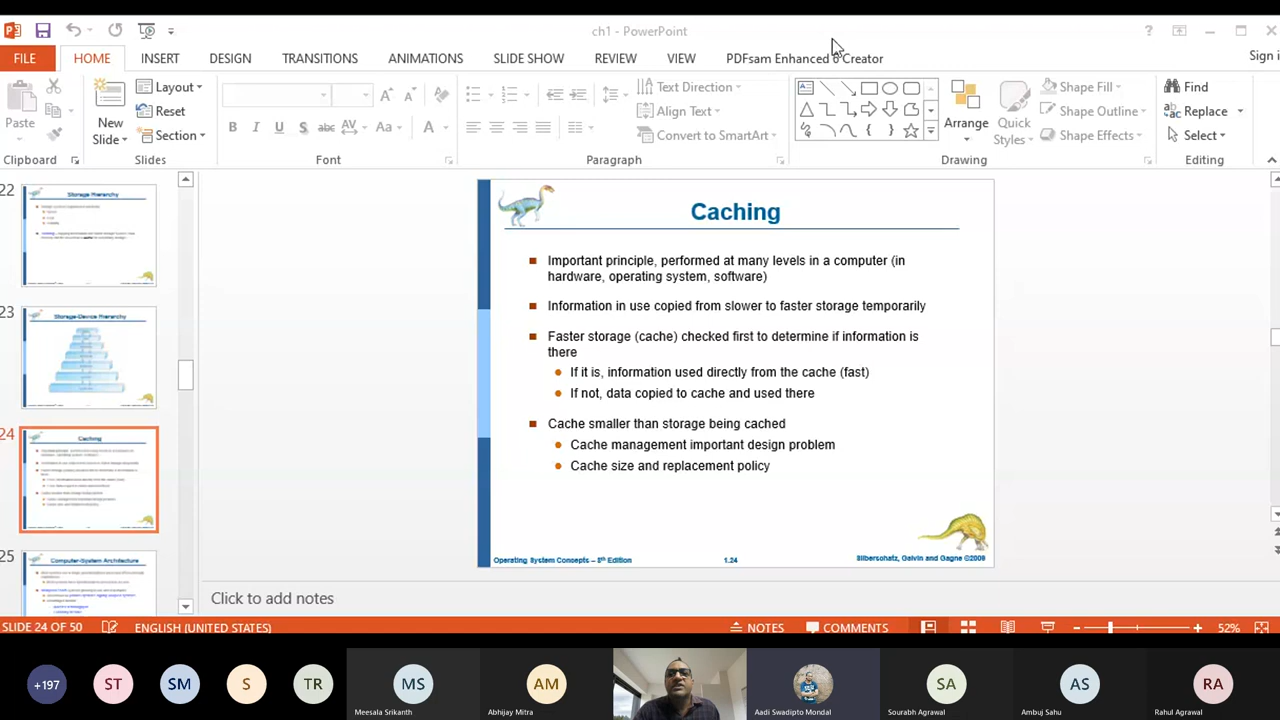 ch1 - PowerPoint
FILE HOME INSERT DESIGN TRANSITIONS ANIMATIONS SLIDE SHOW REVIEW VIEW PDFsam Enhanced 6 Creator Sign i
Paste
New Slide
Layout
Reset
Section
B I U S abc AV Aa A
Text Direction
Align Text
Convert to SmartArt
Arrange
Quick Styles
Shape Fill
Shape Outline
Shape Effects
Find
Replace
Select
Clipboard Slides Font Paragraph Drawing Editing
22
Storage Hierarchy
23
Storage-Device Hierarchy
24
Caching
25
Computer-System Architecture
Caching
Important principle, performed at many levels in a computer (in
hardware, operating system, software)
Information in use copied from slower to faster storage temporarily
Faster storage (cache) checked first to determine if information is
there
If it is, information used directly from the cache (fast)
If not, data copied to cache and used there
Cache smaller than storage being cached
Cache management important design problem
Cache size and replacement policy
Operating System Concepts – 8th Edition 1.24 Silberschatz, Galvin and Gagne ©2009
Click to add notes
SLIDE 24 OF 50 ENGLISH (UNITED STATES) NOTES COMMENTS 52%
+197 ST SM S TR MS AM SA AS RA
Meesala Srikanth Abhijay Mitra Aadi Swadipto Mondal Sourabh Agrawal Ambuj Sahu Rahul Agrawal